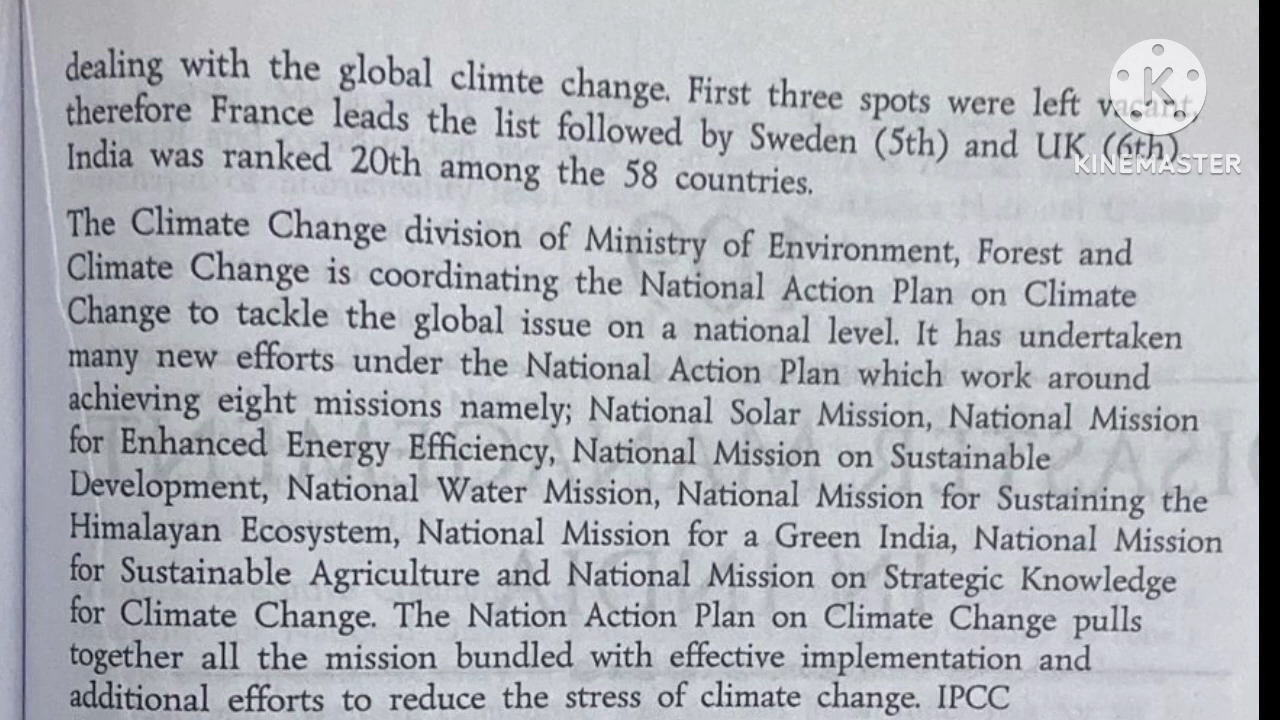 dealing with the global climte change. First three spots were left vacant,
therefore France leads the list followed by Sweden (5th) and UK (6th)
India was ranked 20th among the 58 countries.
The Climate Change division of Ministry of Environment, Forest and
Climate Change is coordinating the National Action Plan on Climate
Change to tackle the global issue on a national level. It has undertaken
many new efforts under the National Action Plan which work around
achieving eight missions namely; National Solar Mission, National Mission
for Enhanced Energy Efficiency, National Mission on Sustainable
Development, National Water Mission, National Mission for Sustaining the
Himalayan Ecosystem, National Mission for a Green India, National Mission
for Sustainable Agriculture and National Mission on Strategic Knowledge
for Climate Change. The Nation Action Plan on Climate Change pulls
together all the mission bundled with effective implementation and
additional efforts to reduce the stress of climate change. IPCC
K
KINEMASTER